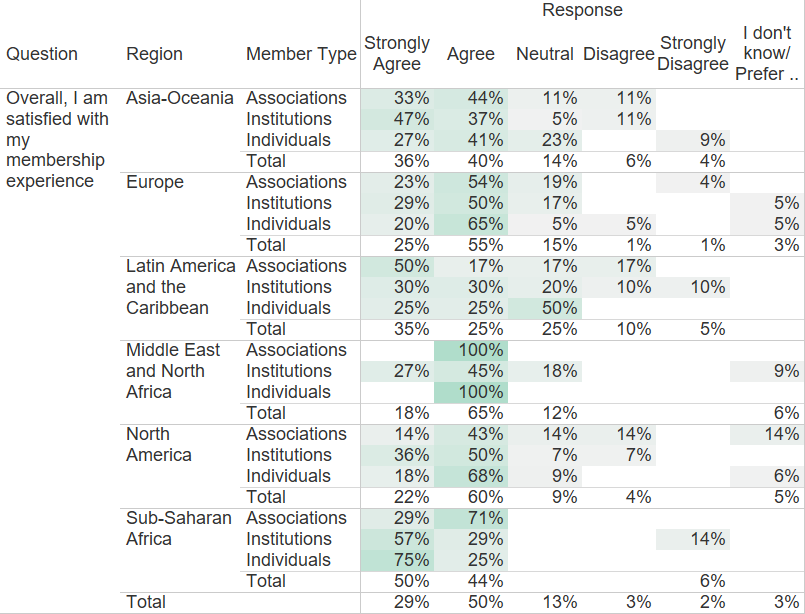 Response
Question Region Member Type Strongly Agree Agree Neutral Disagree Strongly Disagree I don't know/ Prefer ..
Overall, I am satisfied with my membership experience
Asia-Oceania Associations 33% 44% 11% 11%
Institutions 47% 37% 5% 11%
Individuals 27% 41% 23% 9%
Total 36% 40% 14% 6% 4%
Europe Associations 23% 54% 19% 4%
Institutions 29% 50% 17% 5%
Individuals 20% 65% 5% 5% 5%
Total 25% 55% 15% 1% 1% 3%
Latin America and the Caribbean Associations 50% 17% 17% 17%
Institutions 30% 30% 20% 10% 10%
Individuals 25% 25% 50%
Total 35% 25% 25% 10% 5%
Middle East and North Africa Associations 100%
Institutions 27% 45% 18% 9%
Individuals 100%
Total 18% 65% 12% 6%
North America Associations 14% 43% 14% 14% 14%
Institutions 36% 50% 7% 7%
Individuals 18% 68% 9% 6%
Total 22% 60% 9% 4% 5%
Sub-Saharan Africa Associations 29% 71%
Institutions 57% 29% 14%
Individuals 75% 25%
Total 50% 44% 6%
Total 29% 50% 13% 3% 2% 3%